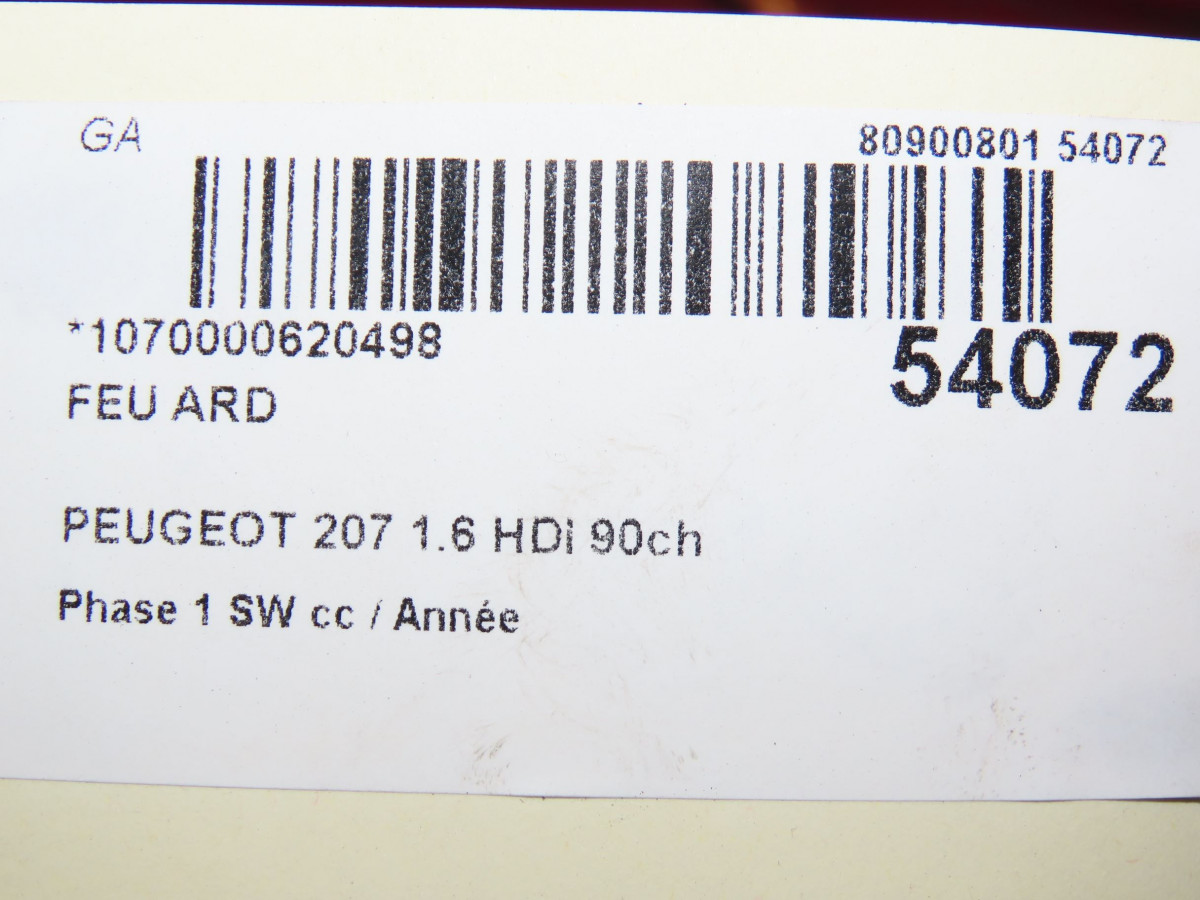 GA
80900801 54072
*1070000620498
54072
FEU ARD
PEUGEOT 207 1.6 HDi 90ch
Phase 1 SW cc / Année